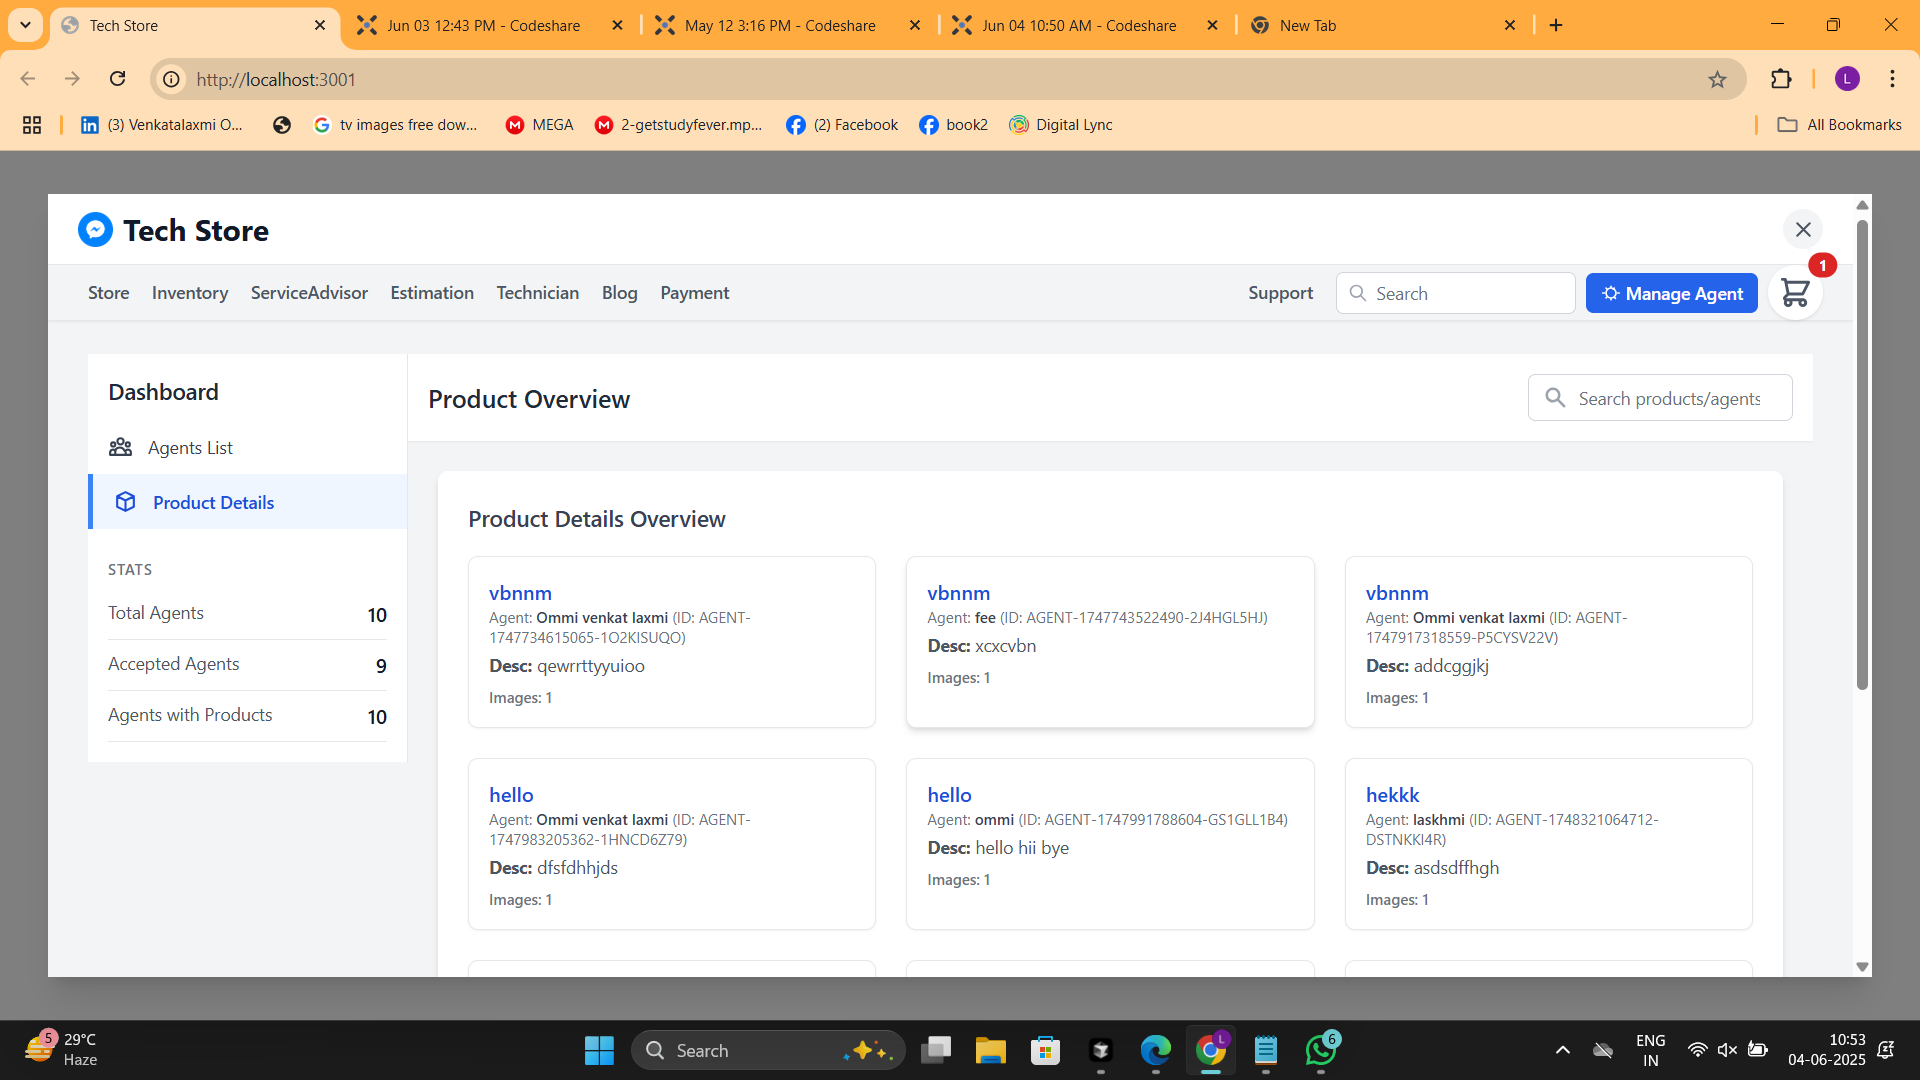 Tech Store
Jun 03 12:43 PM - Codeshare
May 12 3:16 PM - Codeshare
Jun 04 10:50 AM - Codeshare
New Tab
http://localhost:3001
L
(3) Venkatalaxmi O...
tv images free dow...
MEGA
2-getstudyfever.mp...
(2) Facebook
book2
Digital Lync
All Bookmarks
Tech Store
1
Store
Inventory
ServiceAdvisor
Estimation
Technician
Blog
Payment
Support
Search
Manage Agent
Dashboard
Agents List
Product Details
STATS
Total Agents 10
Accepted Agents 9
Agents with Products 10
Product Overview
Search products/agents
Product Details Overview
vbnnm
Agent: Ommi venkat laxmi (ID: AGENT-
1747734615065-1O2KISUQO)
Desc: qewrrttyyuioo
Images: 1
vbnnm
Agent: fee (ID: AGENT-1747743522490-2J4HGL5HJ)
Desc: xcxcvbn
Images: 1
vbnnm
Agent: Ommi venkat laxmi (ID: AGENT-
1747917318559-P5CYSV22V)
Desc: addcggjkj
Images: 1
hello
Agent: Ommi venkat laxmi (ID: AGENT-
1747983205362-1HNCD6Z79)
Desc: dfsfdhhjds
Images: 1
hello
Agent: ommi (ID: AGENT-1747991788604-GS1GLL1B4)
Desc: hello hii bye
Images: 1
hekkk
Agent: laskhmi (ID: AGENT-1748321064712-
DSTNKKI4R)
Desc: asdsdffhgh
Images: 1
5
29°C
Haze
Search
L
6
ENG
IN
10:53
04-06-2025